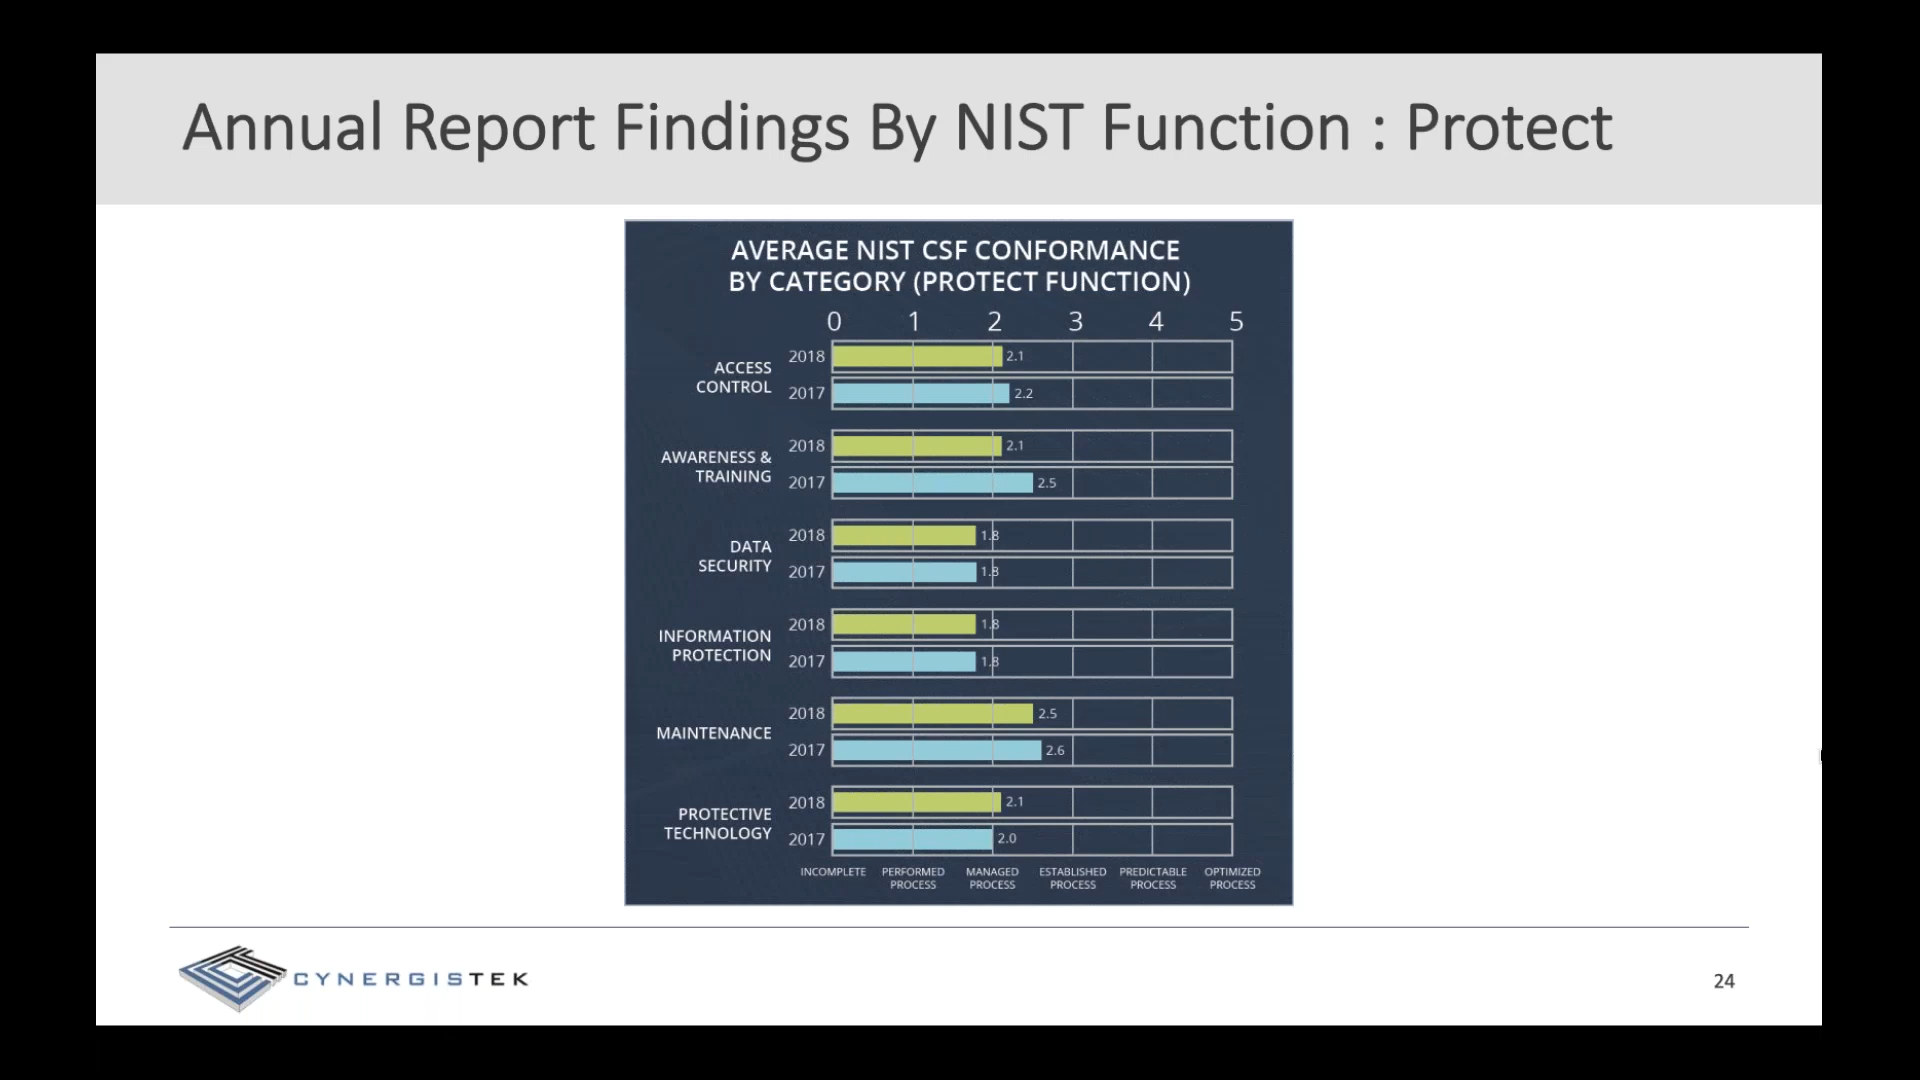 Annual Report Findings By NIST Function : Protect
AVERAGE NIST CSF CONFORMANCE
BY CATEGORY (PROTECT FUNCTION)
0 1 2 3 4 5
ACCESS
CONTROL
2018 2.1
2017 2.2
AWARENESS &
TRAINING
2018 2.1
2017 2.5
DATA
SECURITY
2018 1.8
2017 1.8
INFORMATION
PROTECTION
2018 1.8
2017 1.8
MAINTENANCE
2018 2.5
2017 2.6
PROTECTIVE
TECHNOLOGY
2018 2.1
2017 2.0
INCOMPLETE PERFORMED MANAGED ESTABLISHED PREDICTABLE OPTIMIZED
PROCESS PROCESS PROCESS PROCESS PROCESS
CYNERGISTEK
24